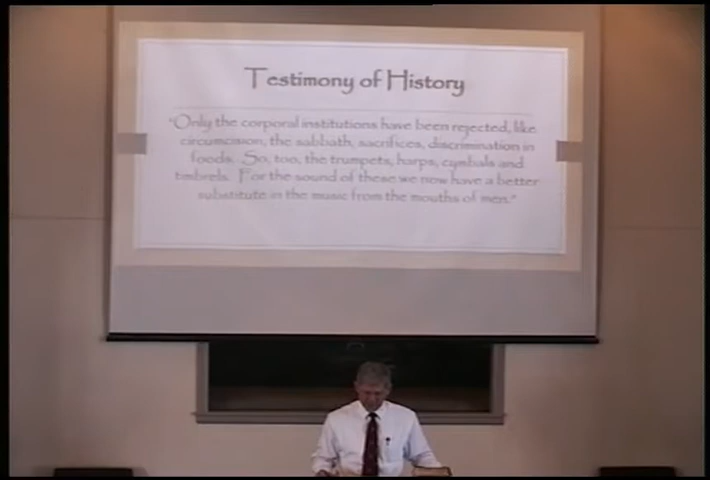 Testimony of History
"Only the corporal institutions have been rejected, like
circumcision, the sabbath, sacrifices, discrimination in
foods. So, too, the trumpets, harps, cymbals and
timbrels. For the sound of these we now have a better
substitute in the music from the mouths of men."